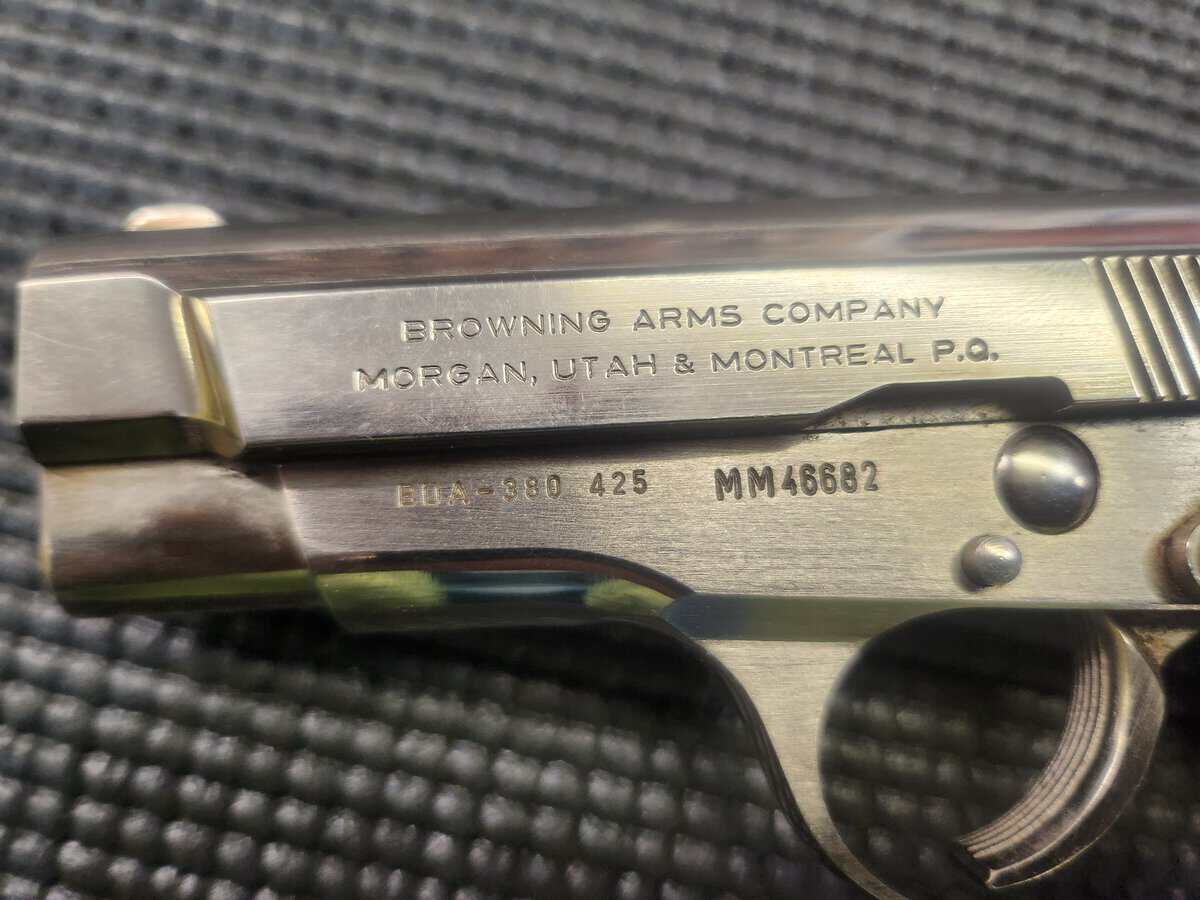 BROWNING ARMS COMPANY
MORGAN, UTAH & MONTREAL P.Q.
BDA-380 425 MM46682